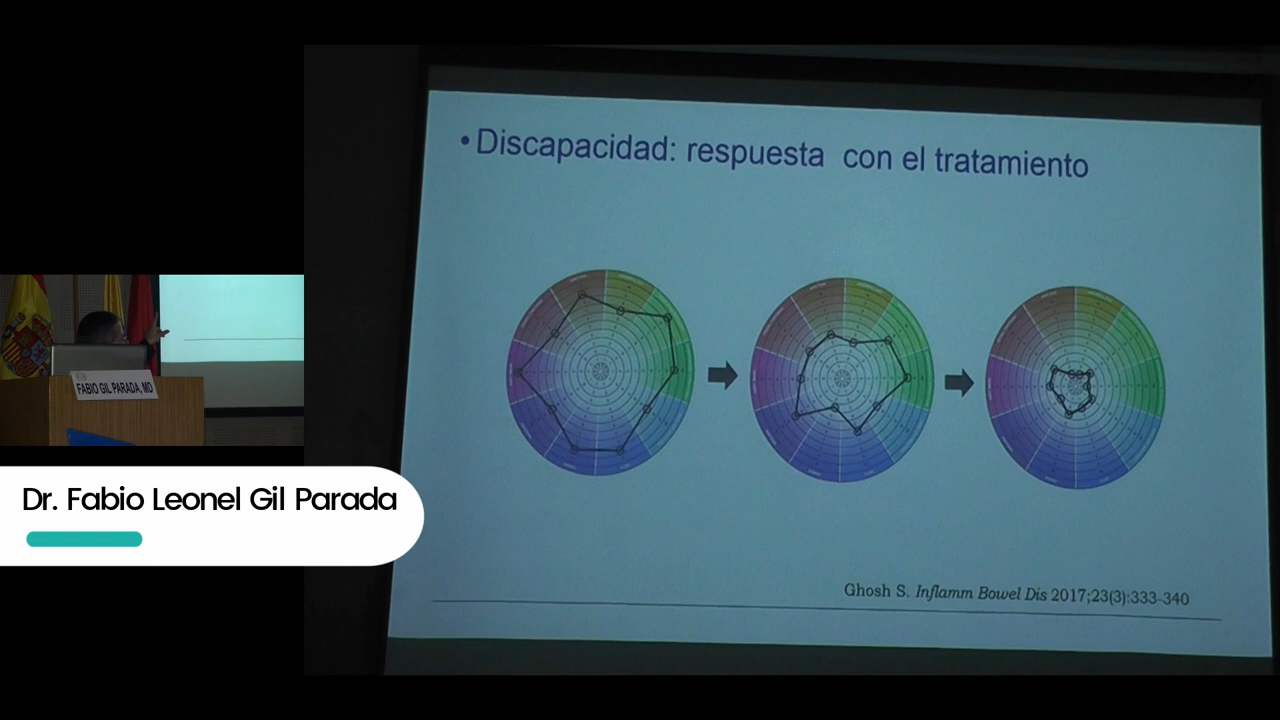 • Discapacidad: respuesta con el tratamiento
Ghosh S. Inflamm Bowel Dis 2017;23(3):333-340
FABIO GIL PARADA, MD
Dr. Fabio Leonel Gil Parada